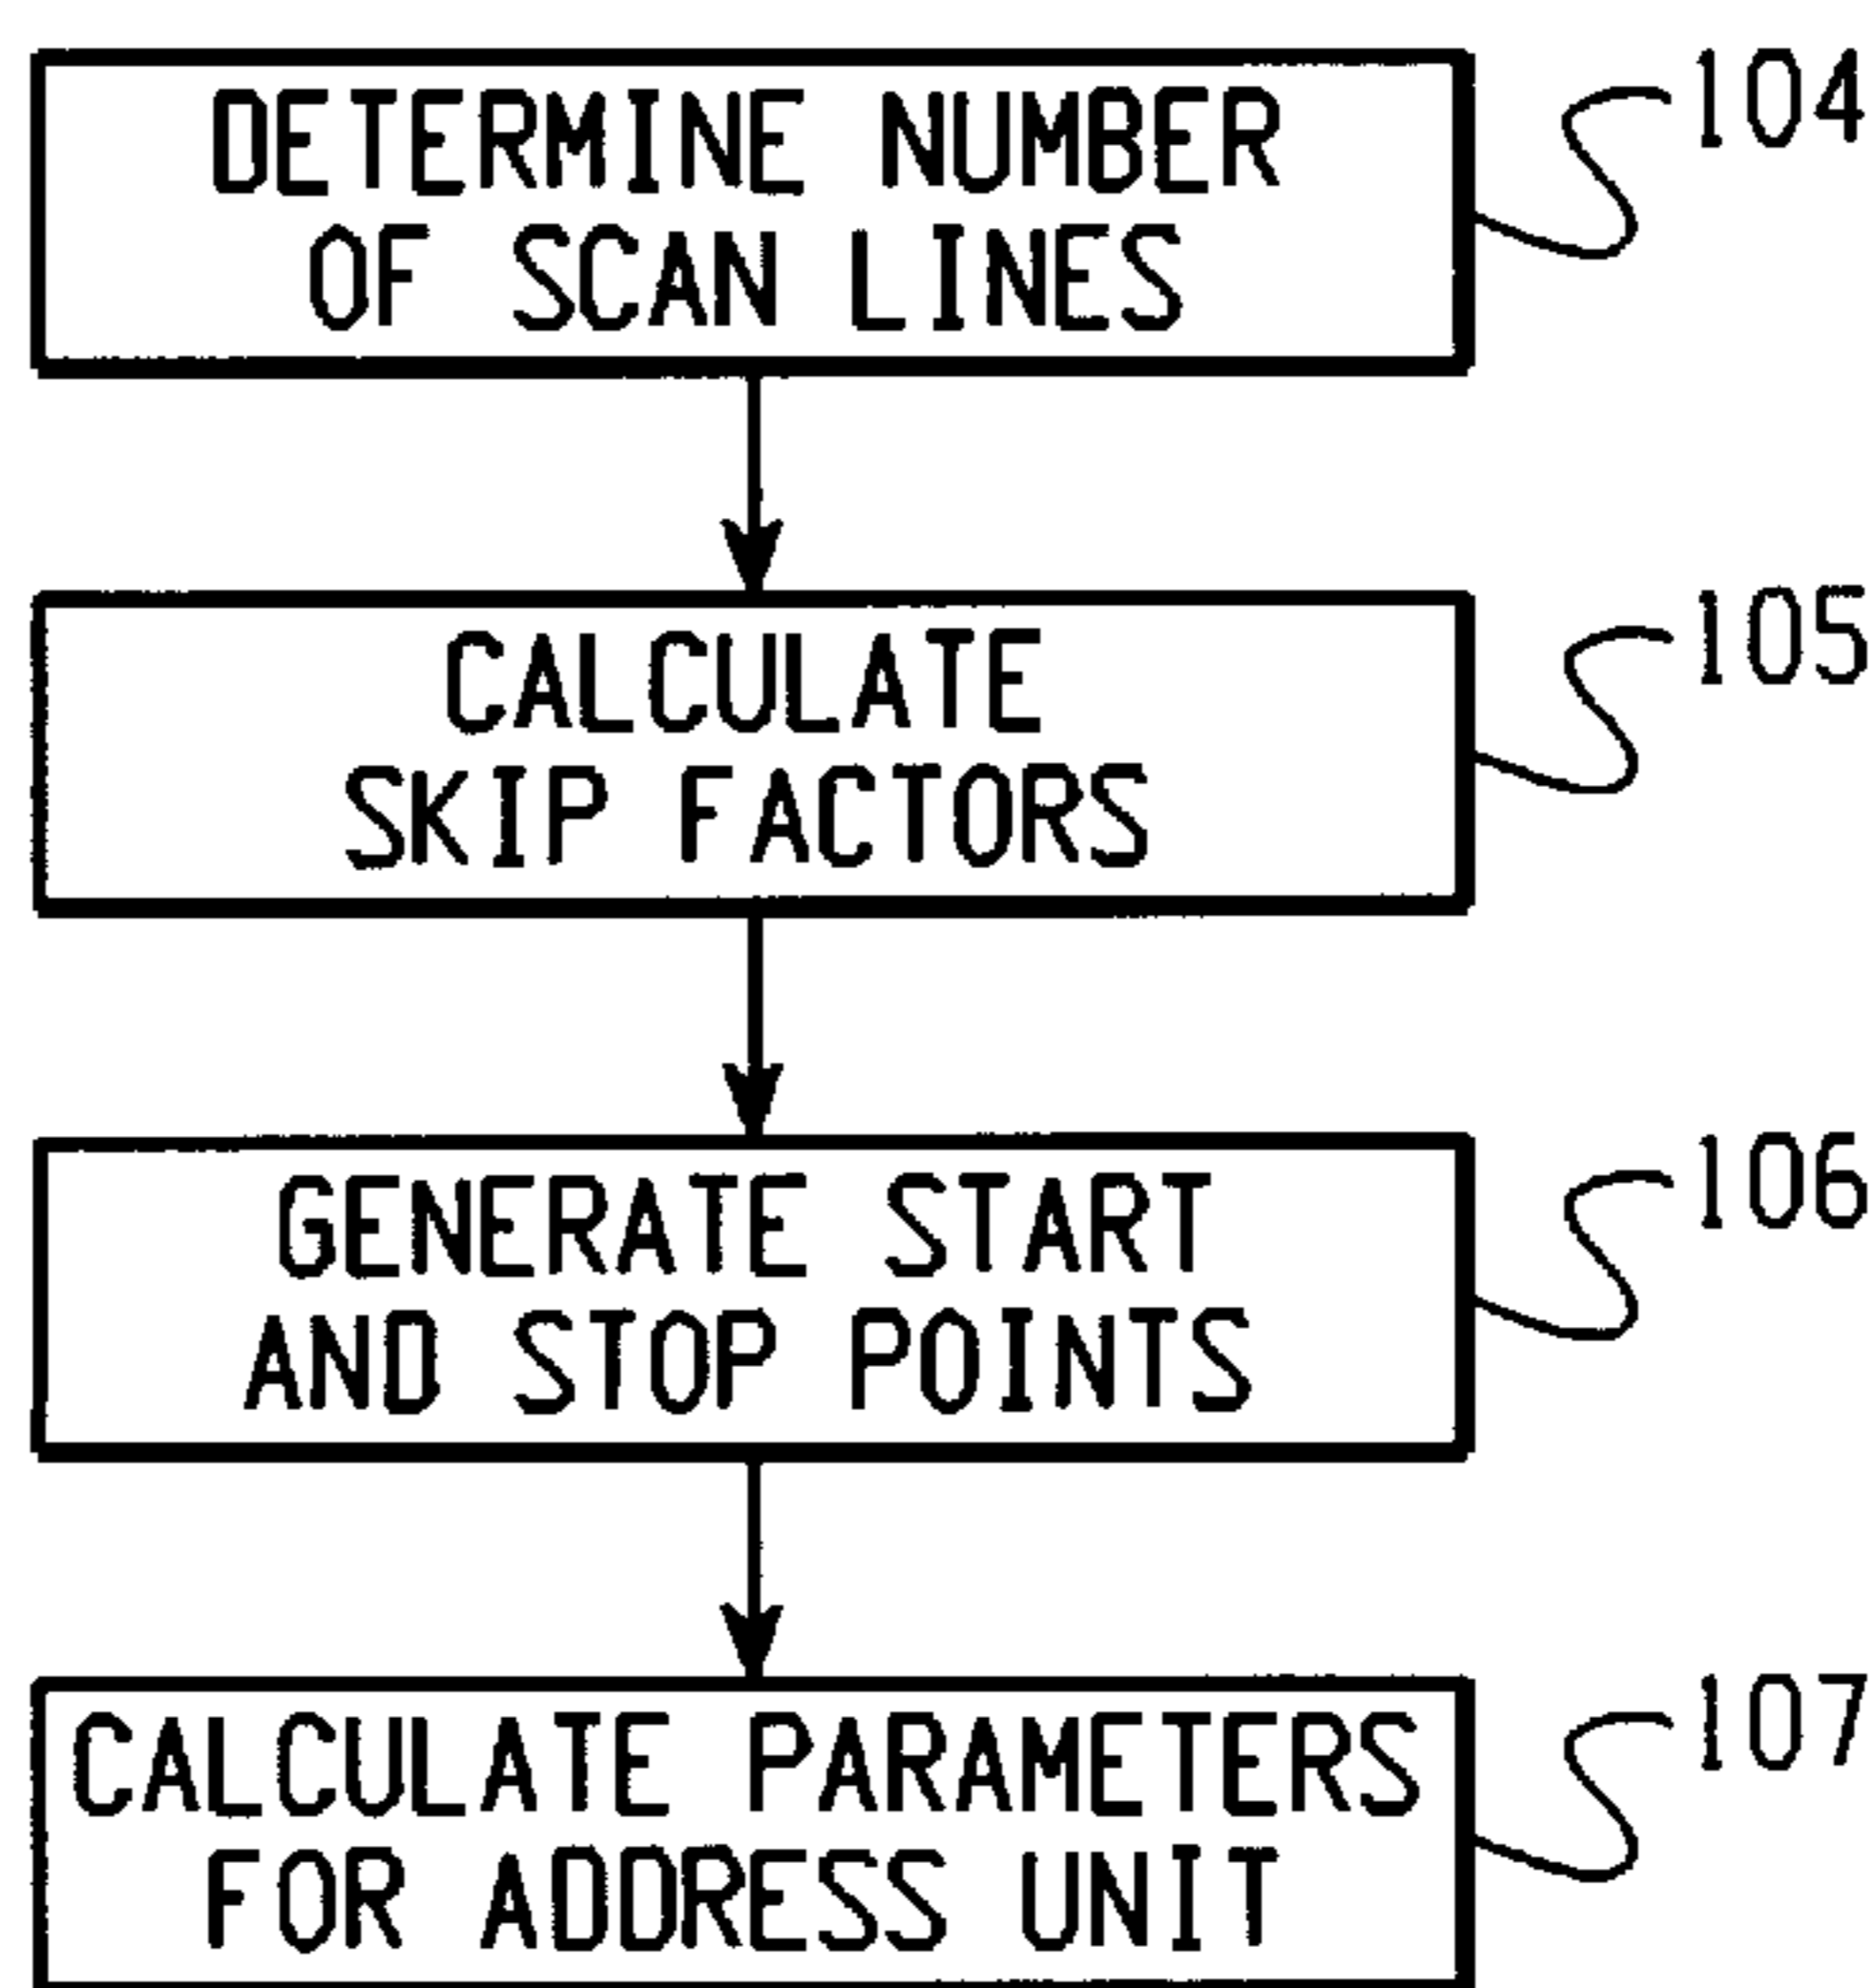 DETERMINE NUMBER
OF SCAN LINES
104
CALCULATE
SKIP FACTORS
105
GENERATE START
AND STOP POINTS
106
CALCULATE PARAMETERS
FOR ADDRESS UNIT
107